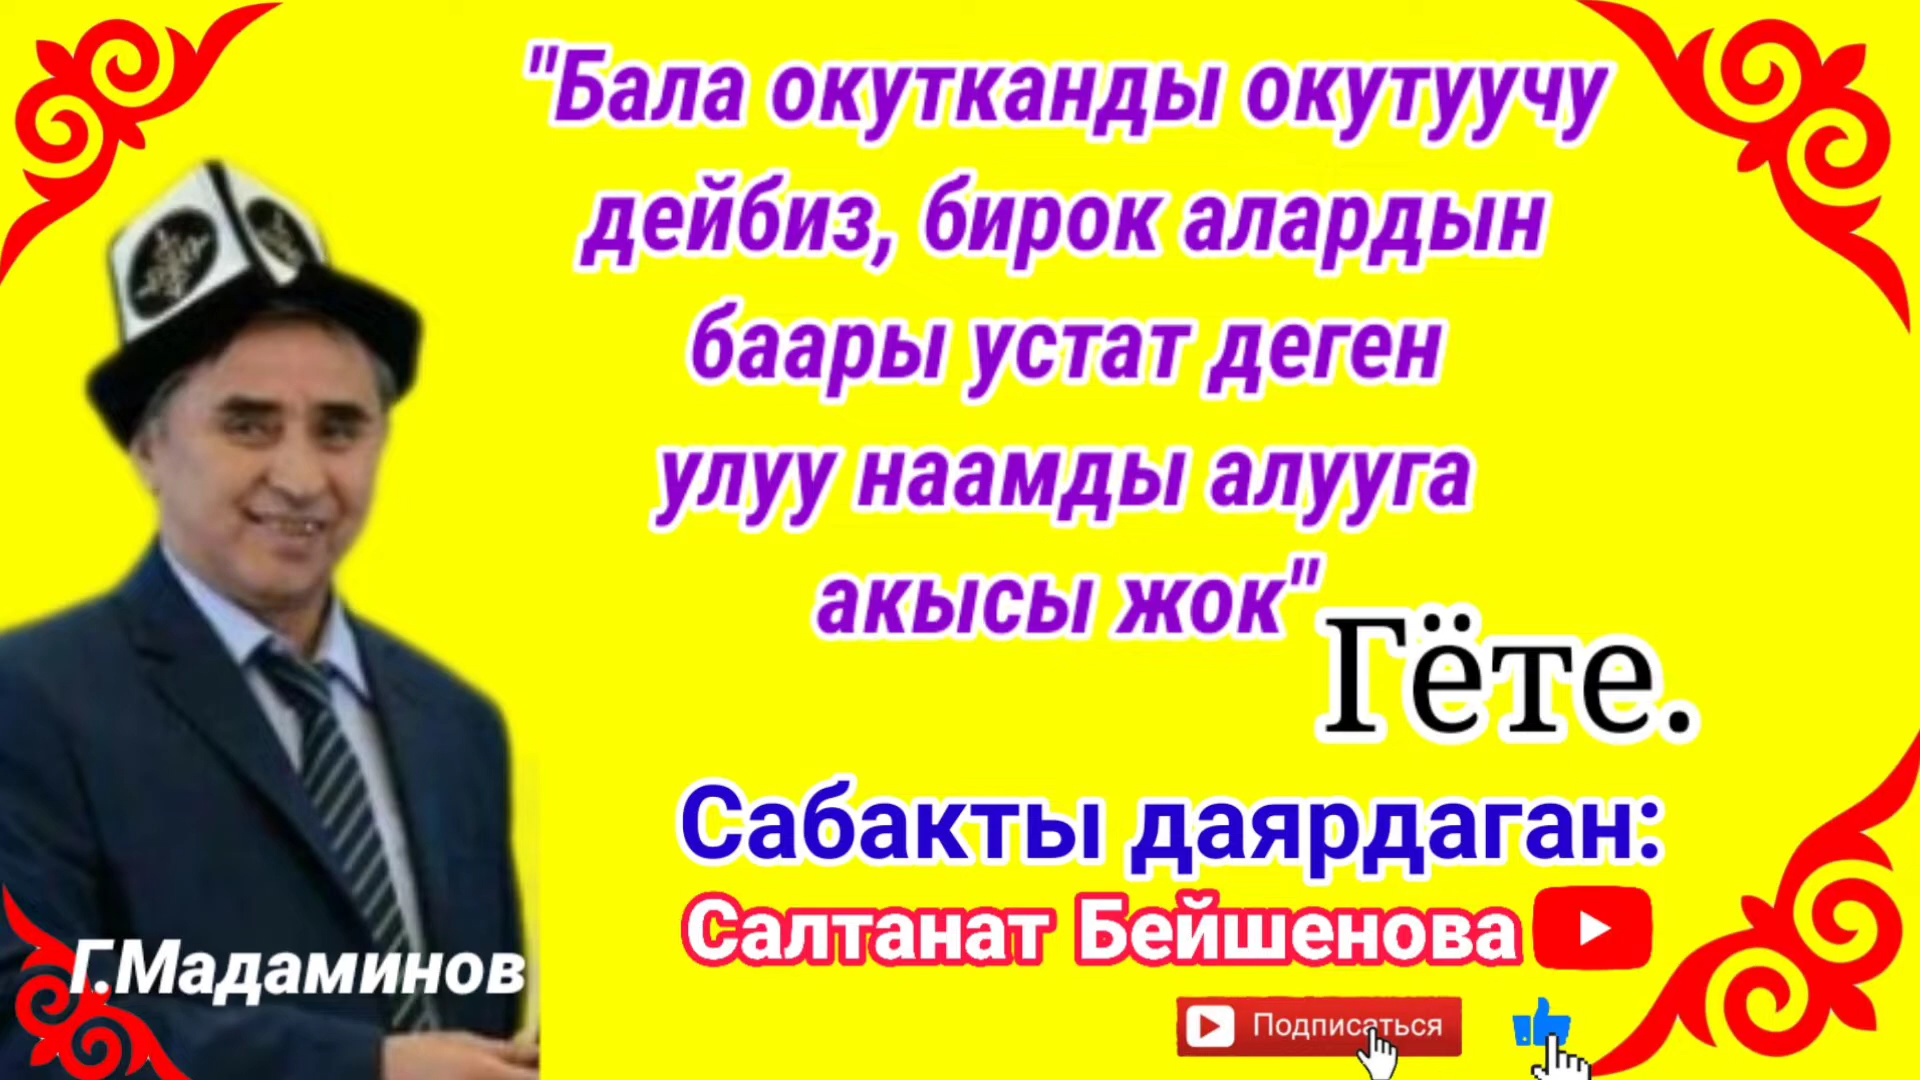 "Бала окутканды окутуучу
дейбиз, бирок алардын
баары устат деген
улуу наамды алууга
акысы жок"
Гёте.
Сабакты даярдаган:
Салтанат Бейшенова
Г.Мадаминов
Подписаться